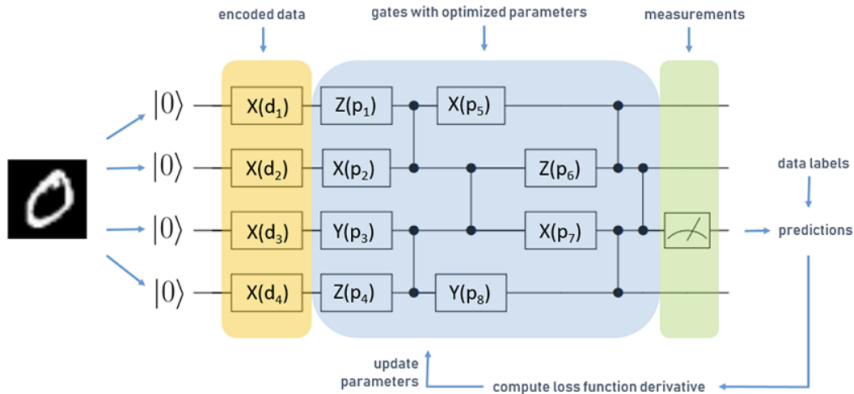 encoded data
gates with optimized parameters
measurements
|0⟩ X(d₁) Z(p₁) X(p₅)
|0⟩ X(d₂) X(p₂) Z(p₆)
data labels
|0⟩ X(d₃) Y(p₃) X(p₇)
predictions
|0⟩ X(d₄) Z(p₄) Y(p₈)
update
parameters
compute loss function derivative